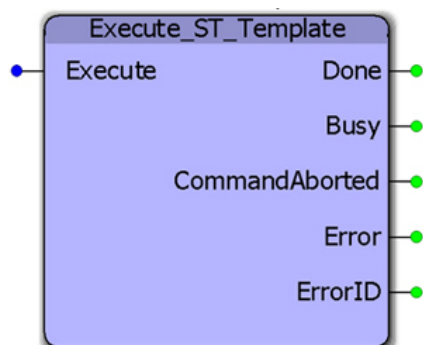 Execute_ST_Template
Execute Done
Busy
CommandAborted
Error
ErrorID